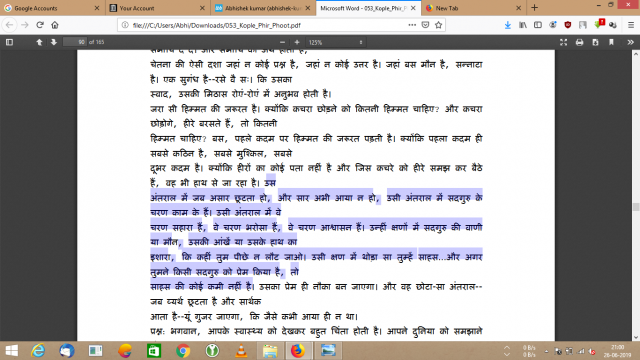 Google Accounts
Your Account
Abhishek kumar (abhishek-ku
Microsoft Word - 053_Kople_Phir_P
New Tab
file:///C:/Users/Abhi/Downloads/053_Kople_Phir_Phoot.pdf
Search
90 of 165
125%
चेतना की ऐसी दशा जहां न कोई प्रश्न है, जहां न कोई उत्तर है। जहां बस मौन है, सन्नाटा
है। एक सुगंध है--रसे वै सः। कि उसका
स्वाद, उसकी मिठास रोएं-रोएं में अनुभव होती है।
जरा सी हिम्मत की जरूरत है। क्योंकि कचरा छोड़ने को कितनी हिम्मत चाहिए? और कचरा
छोड़ोगे, हीरे बरसते हैं, तो कितनी
हिम्मत चाहिए? बस, पहले कदम पर हिम्मत की जरूरत पड़ती है। क्योंकि पहला कदम ही
सबसे कठिन है, सबसे मुश्किल, सबसे
दूभर कदम है। क्योंकि हीरों का कोई पता नहीं है और जिस कचरे को हीरे समझ कर बैठे
हैं, वह भी हाथ से जा रहा है। उस
अंतराल में जब असार छूटता हो, और सार अभी आया न हो, उसी अंतराल में सदगुरु के
चरण काम के हैं। उसी अंतराल में वे
चरण सहारा हैं, वे चरण भरोसा हैं, वे चरण आश्वासन हैं। उन्हीं क्षणों में सदगुरु की वाणी
या मौन, उसकी आंखें या उसके हाथ का
इशारा, कि कहीं तुम पीछे न लौट जाओ। उसी क्षण में थोड़ा सा तुम्हें साहस...और अगर
तुमने किसी सदगुरु को प्रेम किया है, तो
साहस की कोई कमी नहीं है। उसका प्रेम ही नौका बन जाएगा। और वह छोटा-सा अंतराल--
जब व्यर्थ छूटता है और सार्थक
आता है--यूं गुजर जाएगा, कि जैसे कभी आया ही न था।
प्रश्न: भगवान, आपके स्वास्थ्य को देखकर बहुत चिंता होती है। आपने दुनिया को समझाने
0 B/s
0 B/s
21:00
26-06-2019